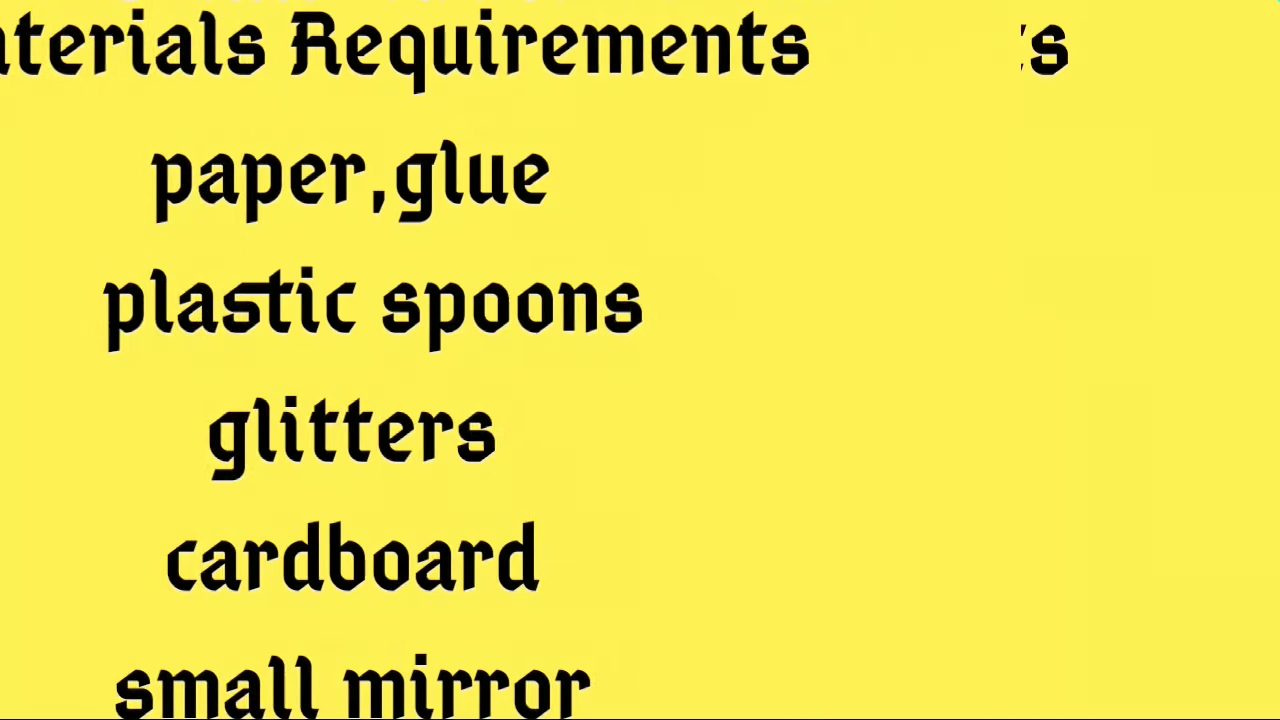 aterials Requirements
paper,glue
plastic spoons
glitters
cardboard
small mirror